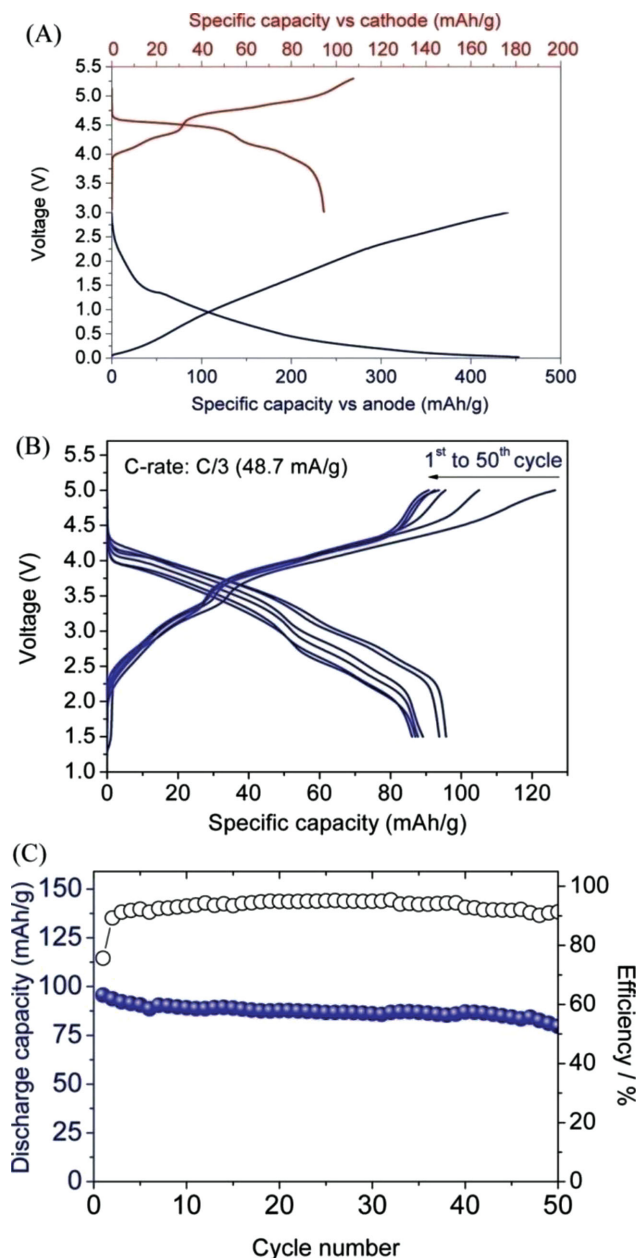 (A)
Specific capacity vs cathode (mAh/g)
0 20 40 60 80 100 120 140 160 180 200
Voltage (V)
5.5
5.0
4.5
4.0
3.0
2.5
2.0
1.5
1.0
0.5
0.0
0 100 200 300 400 500
Specific capacity vs anode (mAh/g)
(B)
C-rate: C/3 (48.7 mA/g)
1st to 50th cycle
Voltage (V)
5.5
5.0
4.5
4.0
3.5
3.0
2.5
2.0
1.5
1.0
0 20 40 60 80 100 120
Specific capacity (mAh/g)
(C)
Discharge capacity (mAh/g)
150
125
100
75
50
25
0
100
80
60
40
20
0
Efficiency / %
0 10 20 30 40 50
Cycle number